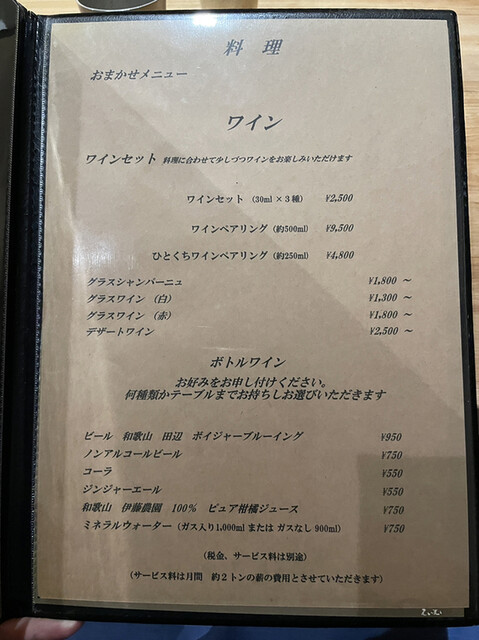 料 理
おまかせメニュー
ワイン
ワインセット 料理に合わせて少しづつワインをお楽しみいただけます
ワインセット (30ml×3種) ¥2,500
ワインペアリング (約500ml) ¥9,500
ひとくちワインペアリング (約250ml) ¥4,800
グラスシャンパーニュ ¥1,800 ～
グラスワイン (白) ¥1,300 ～
グラスワイン (赤) ¥1,800 ～
デザートワイン ¥2,500 ～
ボトルワイン
お好みをお申し付けください。
何種類かテーブルまでお持ちしお選びいただきます
ビール 和歌山 田辺 ボイジャーブルーイング ¥950
ノンアルコールビール ¥750
コーラ ¥550
ジンジャーエール ¥550
和歌山 伊藤農園 100% ピュア柑橘ジュース ¥750
ミネラルウォーター (ガス入り1,000ml または ガスなし 900ml) ¥750
(税金、サービス料は別途)
(サービス料は月間 約2トンの薪の費用とさせていただきます)